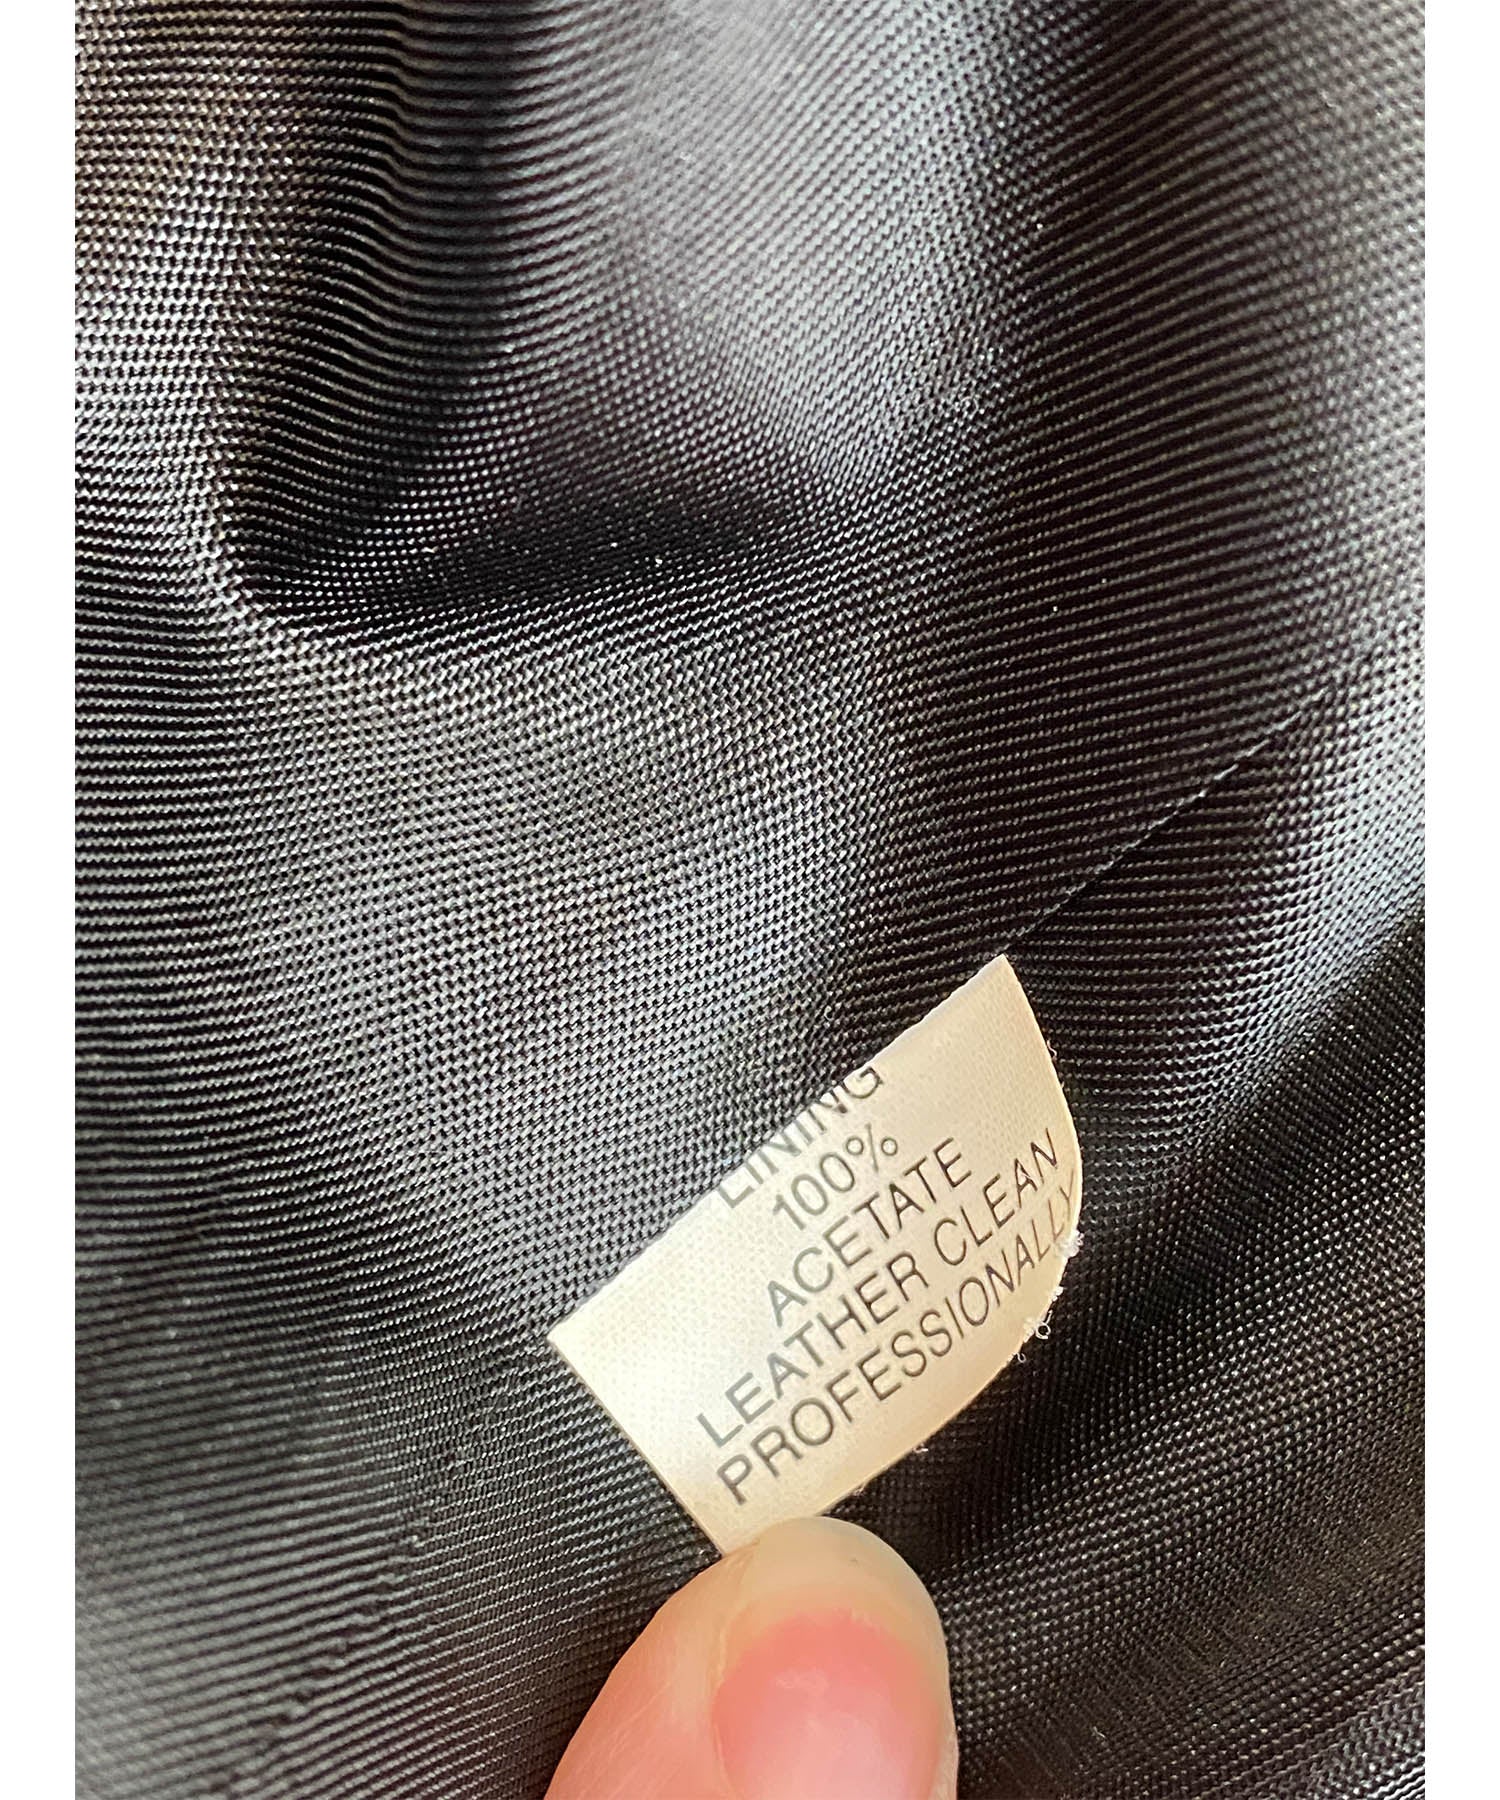 LINING
100%
ACETATE
LEATHER CLEAN
PROFESSIONALLY